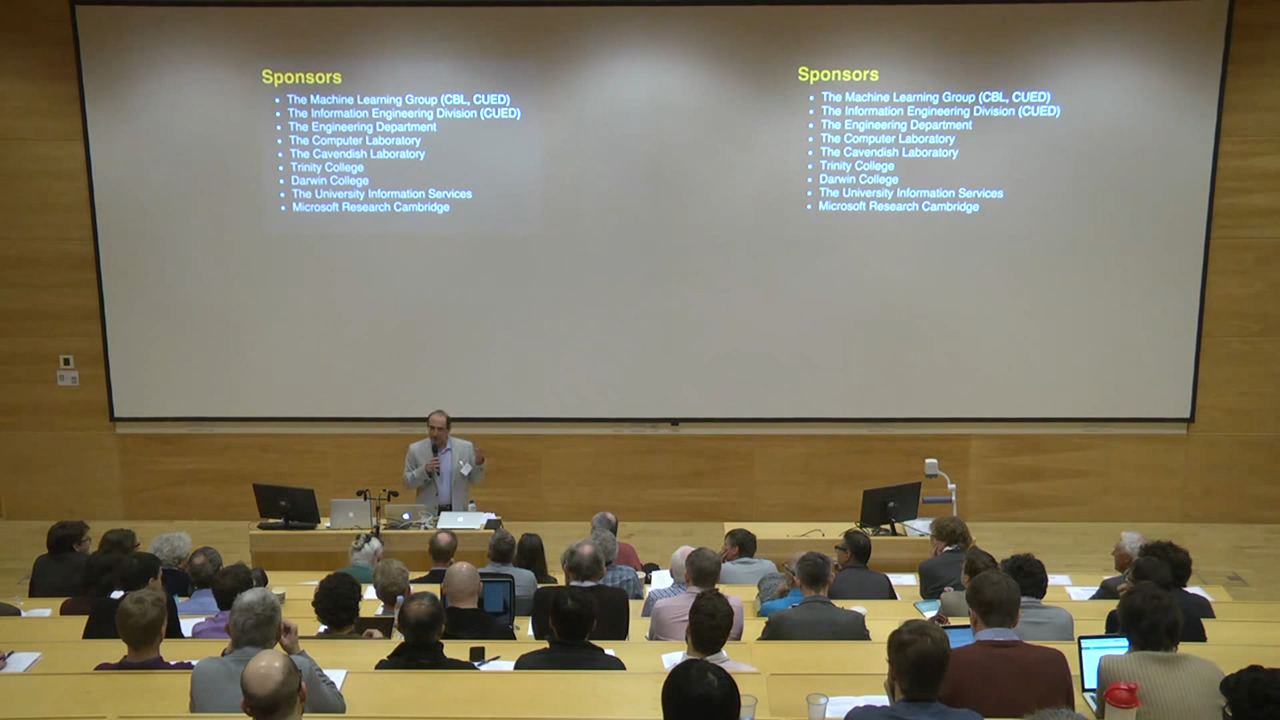 Sponsors
• The Machine Learning Group (CBL, CUED)
• The Information Engineering Division (CUED)
• The Engineering Department
• The Computer Laboratory
• The Cavendish Laboratory
• Trinity College
• Darwin College
• The University Information Services
• Microsoft Research Cambridge
Sponsors
• The Machine Learning Group (CBL, CUED)
• The Information Engineering Division (CUED)
• The Engineering Department
• The Computer Laboratory
• The Cavendish Laboratory
• Trinity College
• Darwin College
• The University Information Services
• Microsoft Research Cambridge